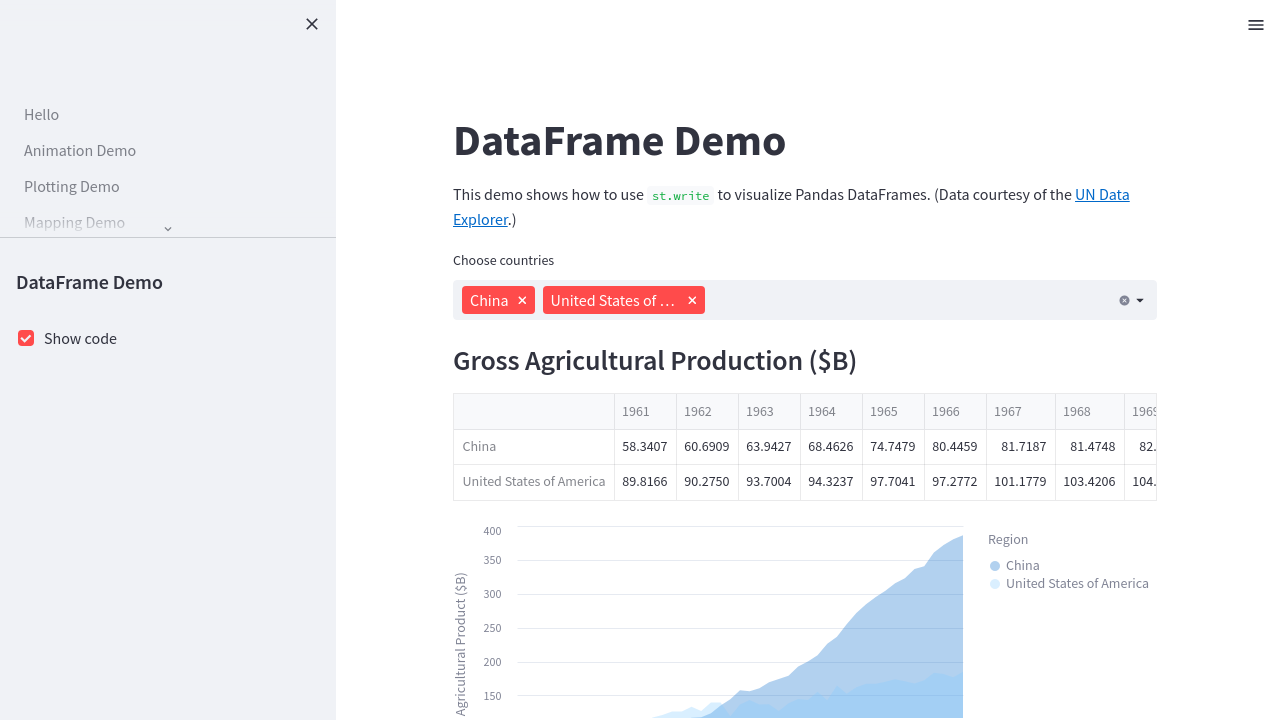 Hello
Animation Demo
Plotting Demo
Mapping Demo
DataFrame Demo
Show code
DataFrame Demo
This demo shows how to use st.write to visualize Pandas DataFrames. (Data courtesy of the UN Data
Explorer.)
Choose countries
China
United States of …
Gross Agricultural Production ($B)
1961 1962 1963 1964 1965 1966 1967 1968 1969
China 58.3407 60.6909 63.9427 68.4626 74.7479 80.4459 81.7187 81.4748 82.
United States of America 89.8166 90.2750 93.7004 94.3237 97.7041 97.2772 101.1779 103.4206 104.
400
350
300
250
200
150
Agricultural Product ($B)
Region
China
United States of America